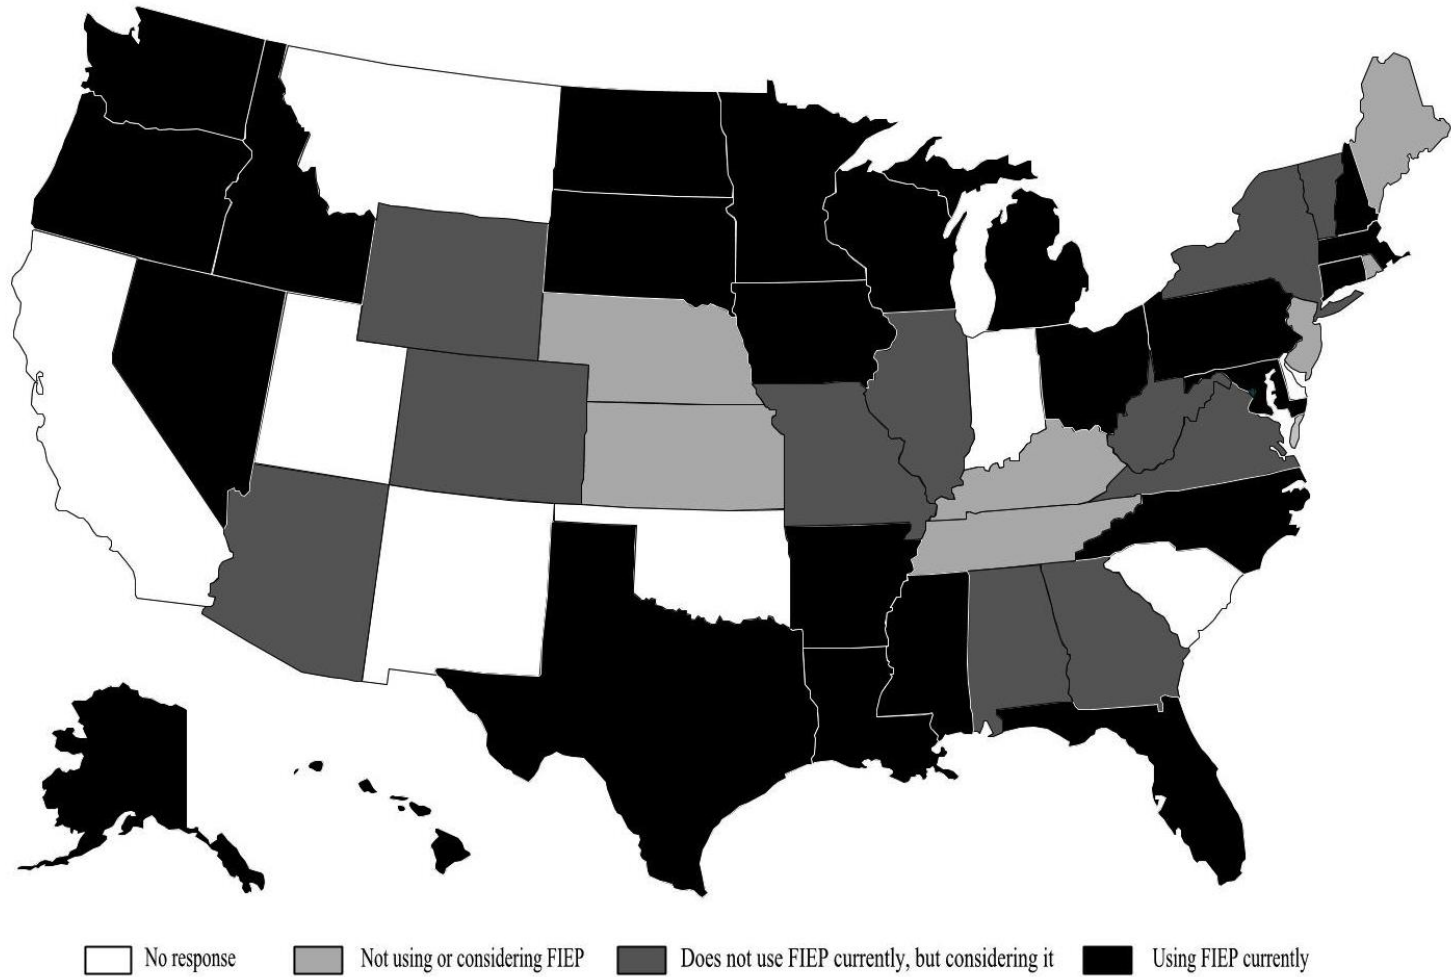 No response
Not using or considering FIEP
Does not use FIEP currently, but considering it
Using FIEP currently